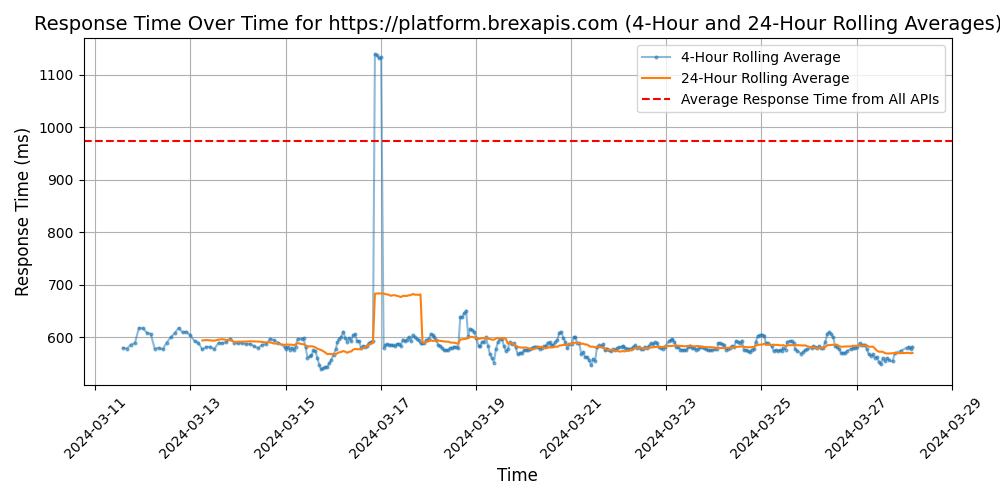 Response Time Over Time for https://platform.brexapis.com (4-Hour and 24-Hour Rolling Averages)
4-Hour Rolling Average
24-Hour Rolling Average
Average Response Time from All APIs
Response Time (ms)
1100
1000
900
800
700
600
2024-03-11
2024-03-13
2024-03-15
2024-03-17
2024-03-19
2024-03-21
2024-03-23
2024-03-25
2024-03-27
2024-03-29
Time